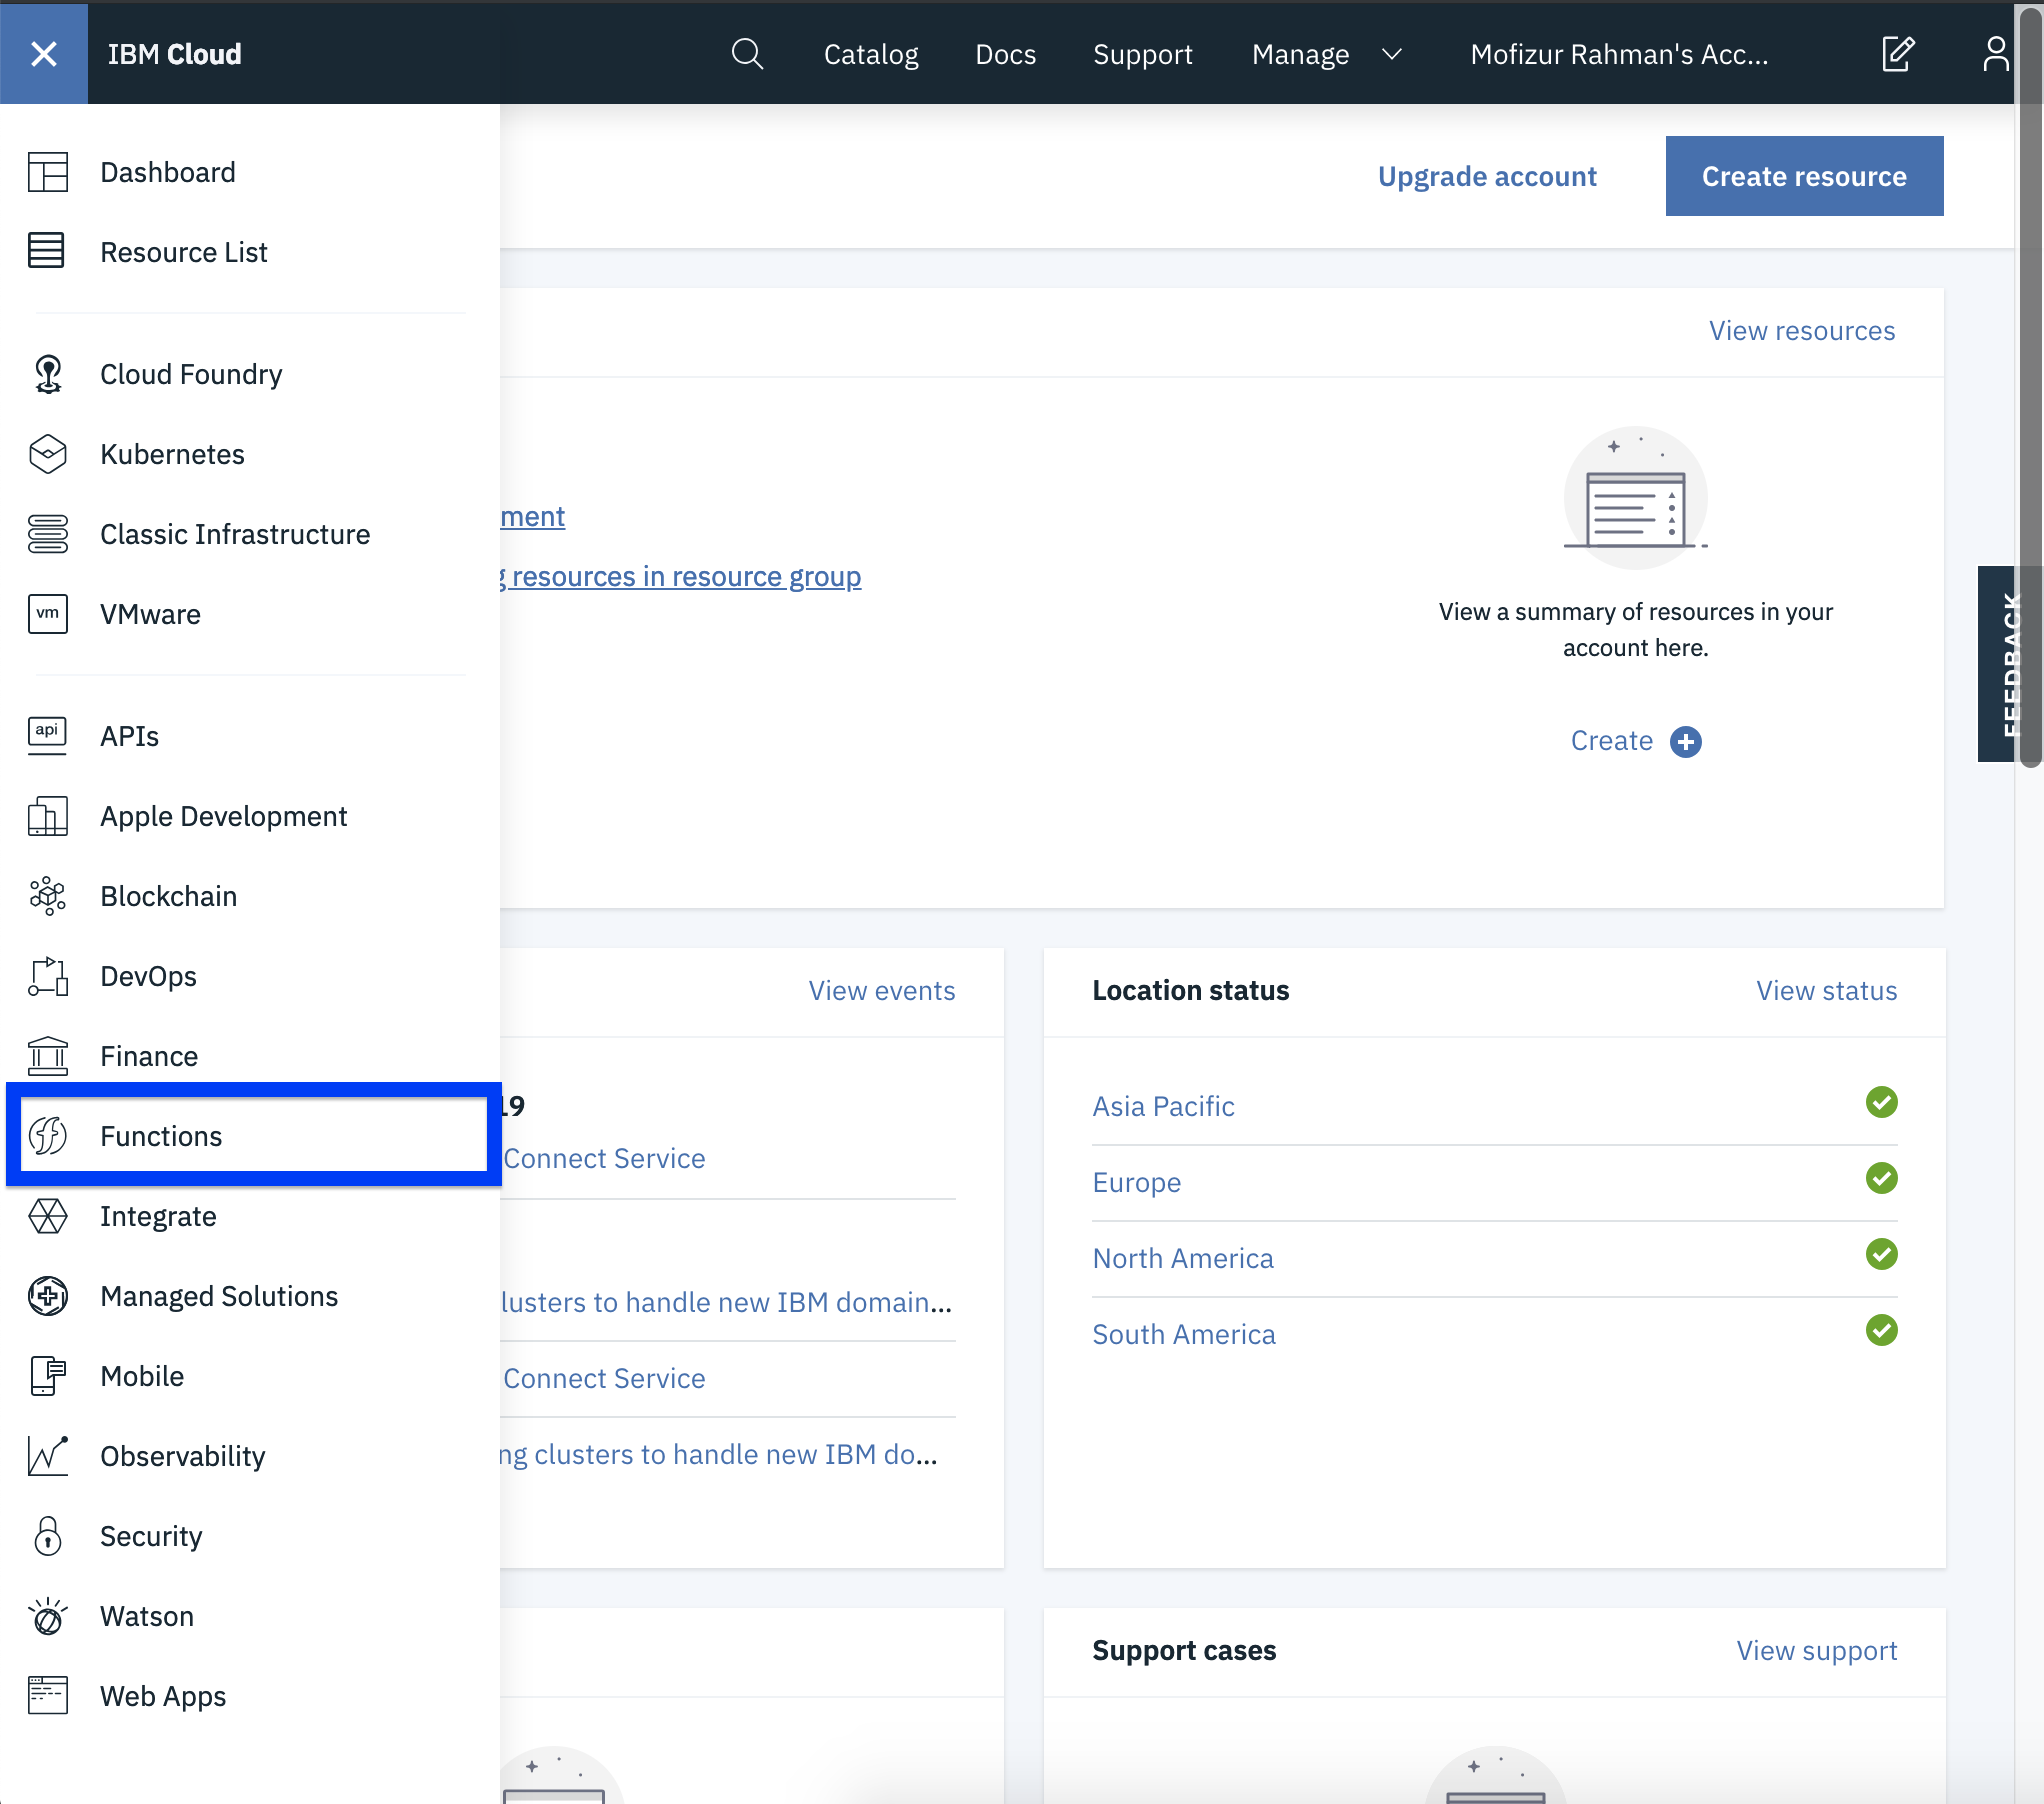 IBM Cloud
Catalog
Docs
Support
Manage
Mofizur Rahman's Acc...
Dashboard
Resource List
Cloud Foundry
Kubernetes
Classic Infrastructure
vm
VMware
api
APIs
Apple Development
Blockchain
DevOps
Finance
Functions
Integrate
Managed Solutions
Mobile
Observability
Security
Watson
Web Apps
Upgrade account
Create resource
View resources
ment
g resources in resource group
View a summary of resources in your
account here.
Create
FEEDBACK
View events
19
Connect Service
lusters to handle new IBM domain...
Connect Service
ng clusters to handle new IBM do...
Location status
View status
Asia Pacific
Europe
North America
South America
Support cases
View support